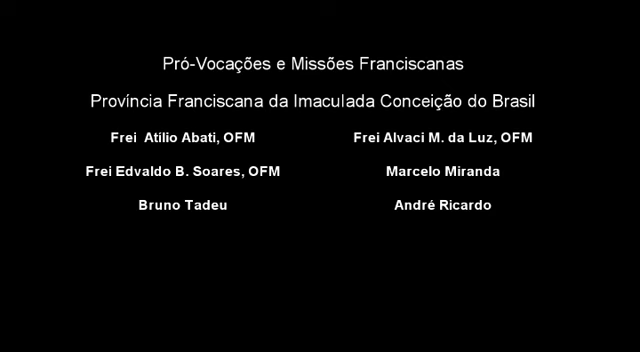 Pró-Vocações e Missões Franciscanas
Província Franciscana da Imaculada Conceição do Brasil
Frei Atílio Abati, OFM Frei Alvaci M. da Luz, OFM
Frei Edvaldo B. Soares, OFM Marcelo Miranda
Bruno Tadeu André Ricardo